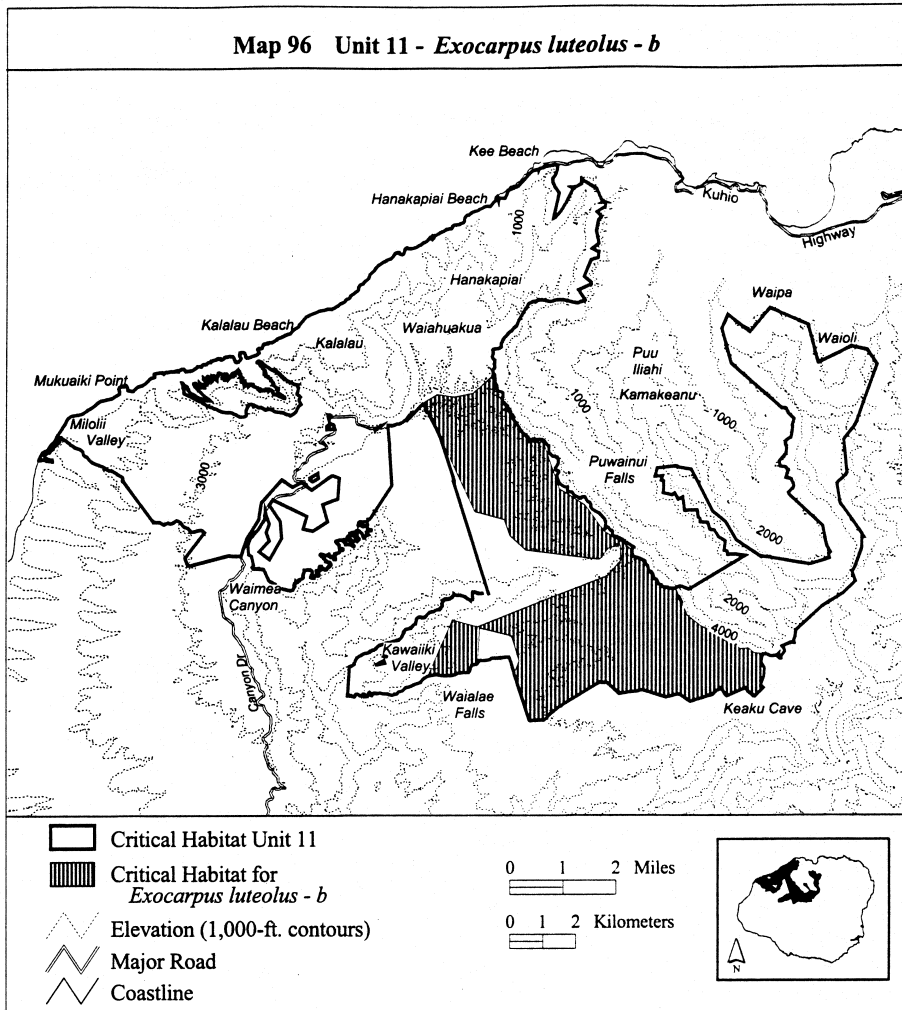 Map 96 Unit 11 - Exocarpus luteolus - b
Kee Beach
Hanakapiai Beach
Kuhio
Highway
1000
Hanakapiai
Waipa
Kalalau Beach
Kalalau
Waiahuakua
Waioli
Puu
Iliahi
Mukuaiki Point
Kamakeanu
1000
1000
Milolii
Valley
3000
Puwainui
Falls
2000
Waimea
Canyon
2000
4000
Kawaiiki
Valley
Canyon Dr
Waialae
Falls
Keaku Cave
Critical Habitat Unit 11
Critical Habitat for
Exocarpus luteolus - b
Elevation (1,000-ft. contours)
Major Road
Coastline
0 1 2 Miles
0 1 2 Kilometers
N